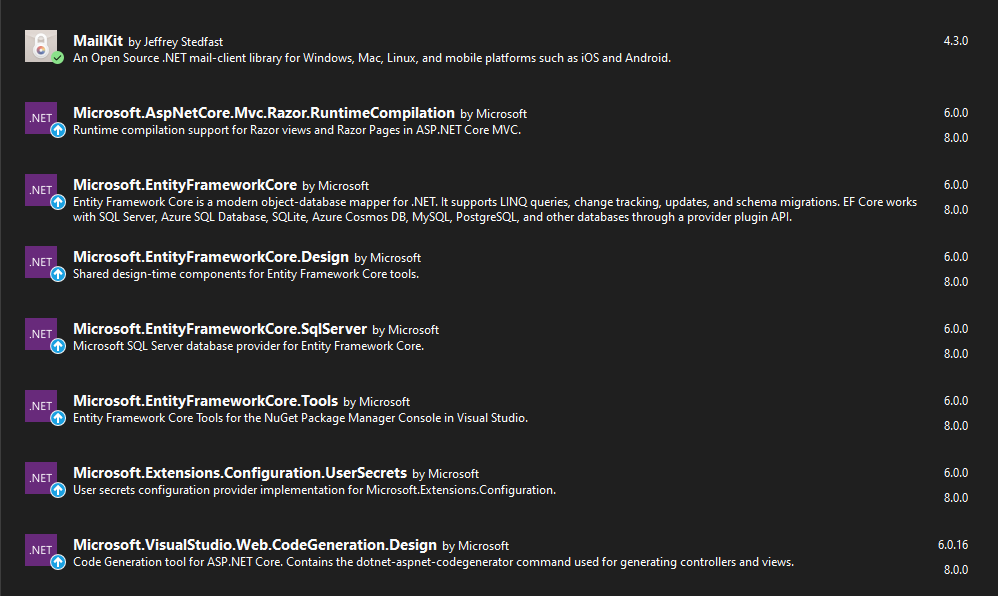 MailKit by Jeffrey Stedfast 4.3.0
An Open Source .NET mail-client library for Windows, Mac, Linux, and mobile platforms such as iOS and Android.
.NET Microsoft.AspNetCore.Mvc.Razor.RuntimeCompilation by Microsoft 6.0.0
Runtime compilation support for Razor views and Razor Pages in ASP.NET Core MVC.
8.0.0
.NET Microsoft.EntityFrameworkCore by Microsoft 6.0.0
Entity Framework Core is a modern object-database mapper for .NET. It supports LINQ queries, change tracking, updates, and schema migrations. EF Core works
with SQL Server, Azure SQL Database, SQLite, Azure Cosmos DB, MySQL, PostgreSQL, and other databases through a provider plugin API.
8.0.0
.NET Microsoft.EntityFrameworkCore.Design by Microsoft 6.0.0
Shared design-time components for Entity Framework Core tools.
8.0.0
.NET Microsoft.EntityFrameworkCore.SqlServer by Microsoft 6.0.0
Microsoft SQL Server database provider for Entity Framework Core.
8.0.0
.NET Microsoft.EntityFrameworkCore.Tools by Microsoft 6.0.0
Entity Framework Core Tools for the NuGet Package Manager Console in Visual Studio.
8.0.0
.NET Microsoft.Extensions.Configuration.UserSecrets by Microsoft 6.0.0
User secrets configuration provider implementation for Microsoft.Extensions.Configuration.
8.0.0
.NET Microsoft.VisualStudio.Web.CodeGeneration.Design by Microsoft 6.0.16
Code Generation tool for ASP.NET Core. Contains the dotnet-aspnet-codegenerator command used for generating controllers and views.
8.0.0